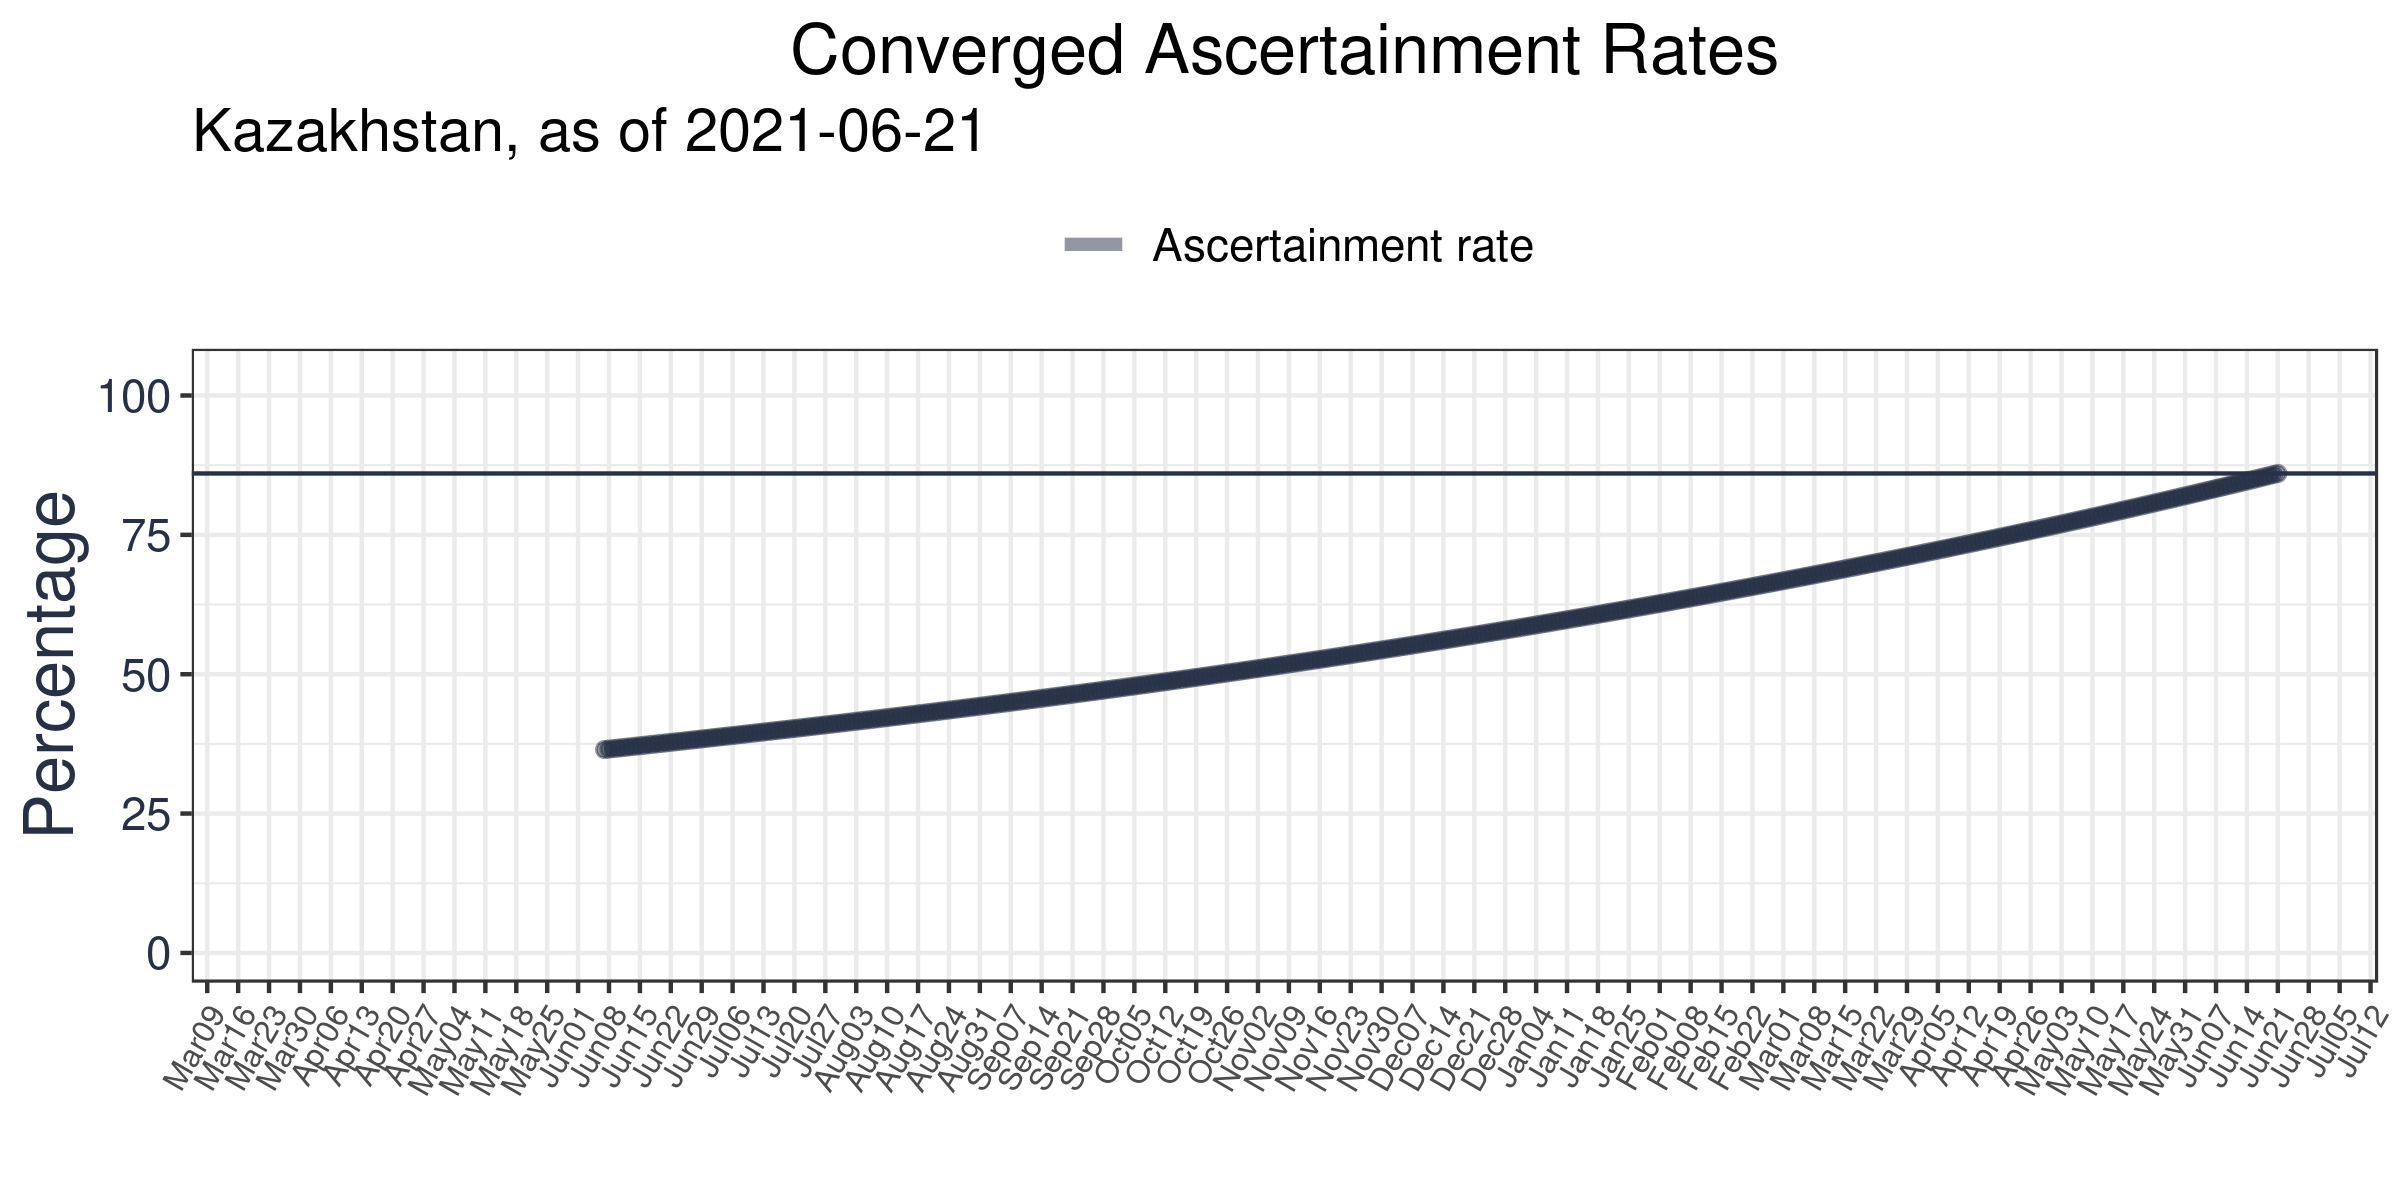 Converged Ascertainment Rates
Kazakhstan, as of 2021-06-21
Ascertainment rate
Percentage
100
75
50
25
0
Mar09
Mar16
Mar23
Mar30
Apr06
Apr13
Apr20
Apr27
May04
May11
May18
May25
Jun01
Jun08
Jun15
Jun22
Jun29
Jul06
Jul13
Jul20
Jul27
Aug03
Aug10
Aug17
Aug24
Aug31
Sep07
Sep14
Sep21
Sep28
Oct05
Oct12
Oct19
Oct26
Nov02
Nov09
Nov16
Nov23
Nov30
Dec07
Dec14
Dec21
Dec28
Jan04
Jan11
Jan18
Jan25
Feb01
Feb08
Feb15
Feb22
Mar01
Mar08
Mar15
Mar22
Mar29
Apr05
Apr12
Apr19
Apr26
May03
May10
May17
May24
May31
Jun07
Jun14
Jun21
Jun28
Jul05
Jul12